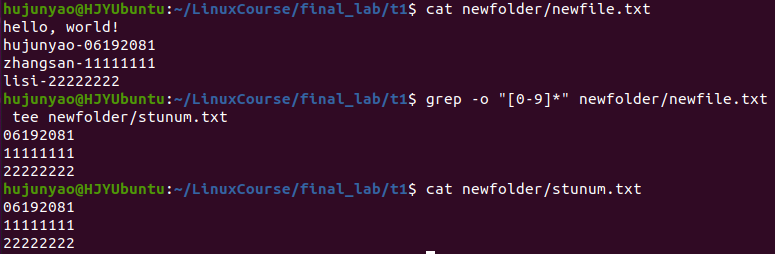 hujunyao@HJYUbuntu:~/LinuxCourse/final_lab/t1$ cat newfolder/newfile.txt
hello, world!
hujunyao-06192081
zhangsan-11111111
lisi-22222222
hujunyao@HJYUbuntu:~/LinuxCourse/final_lab/t1$ grep -o "[0-9]*" newfolder/newfile.txt
 tee newfolder/stunum.txt
06192081
11111111
22222222
hujunyao@HJYUbuntu:~/LinuxCourse/final_lab/t1$ cat newfolder/stunum.txt
06192081
11111111
22222222